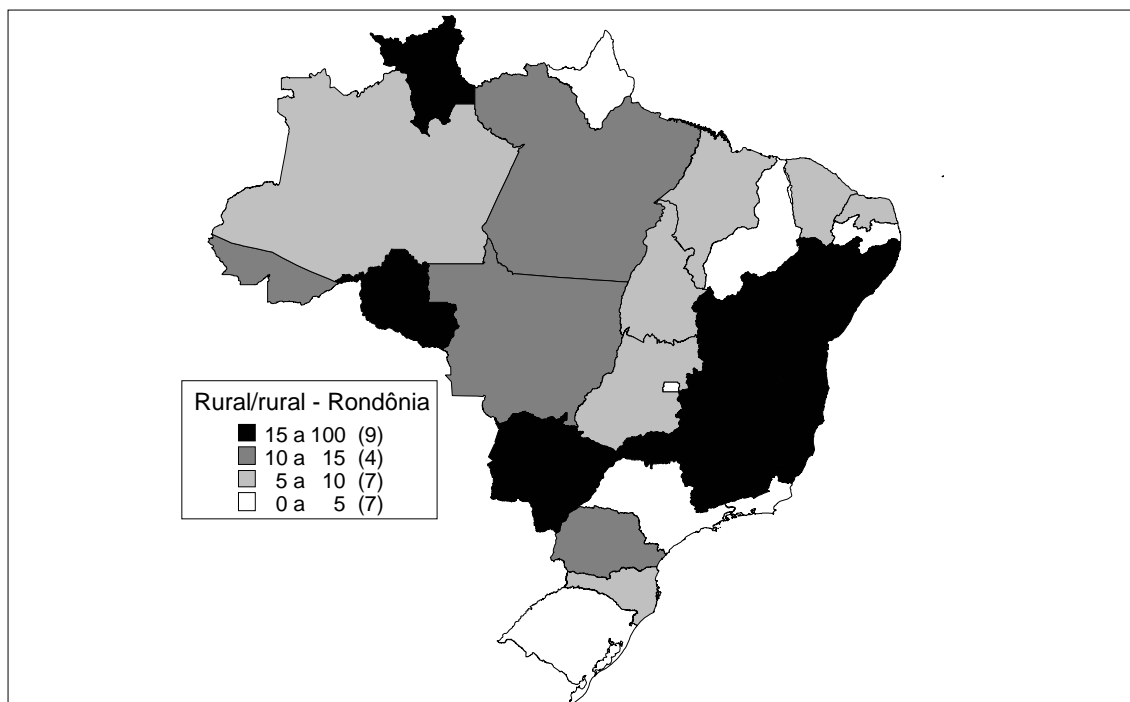 Rural/rural - Rondônia
15 a 100 (9)
10 a 15 (4)
5 a 10 (7)
0 a 5 (7)